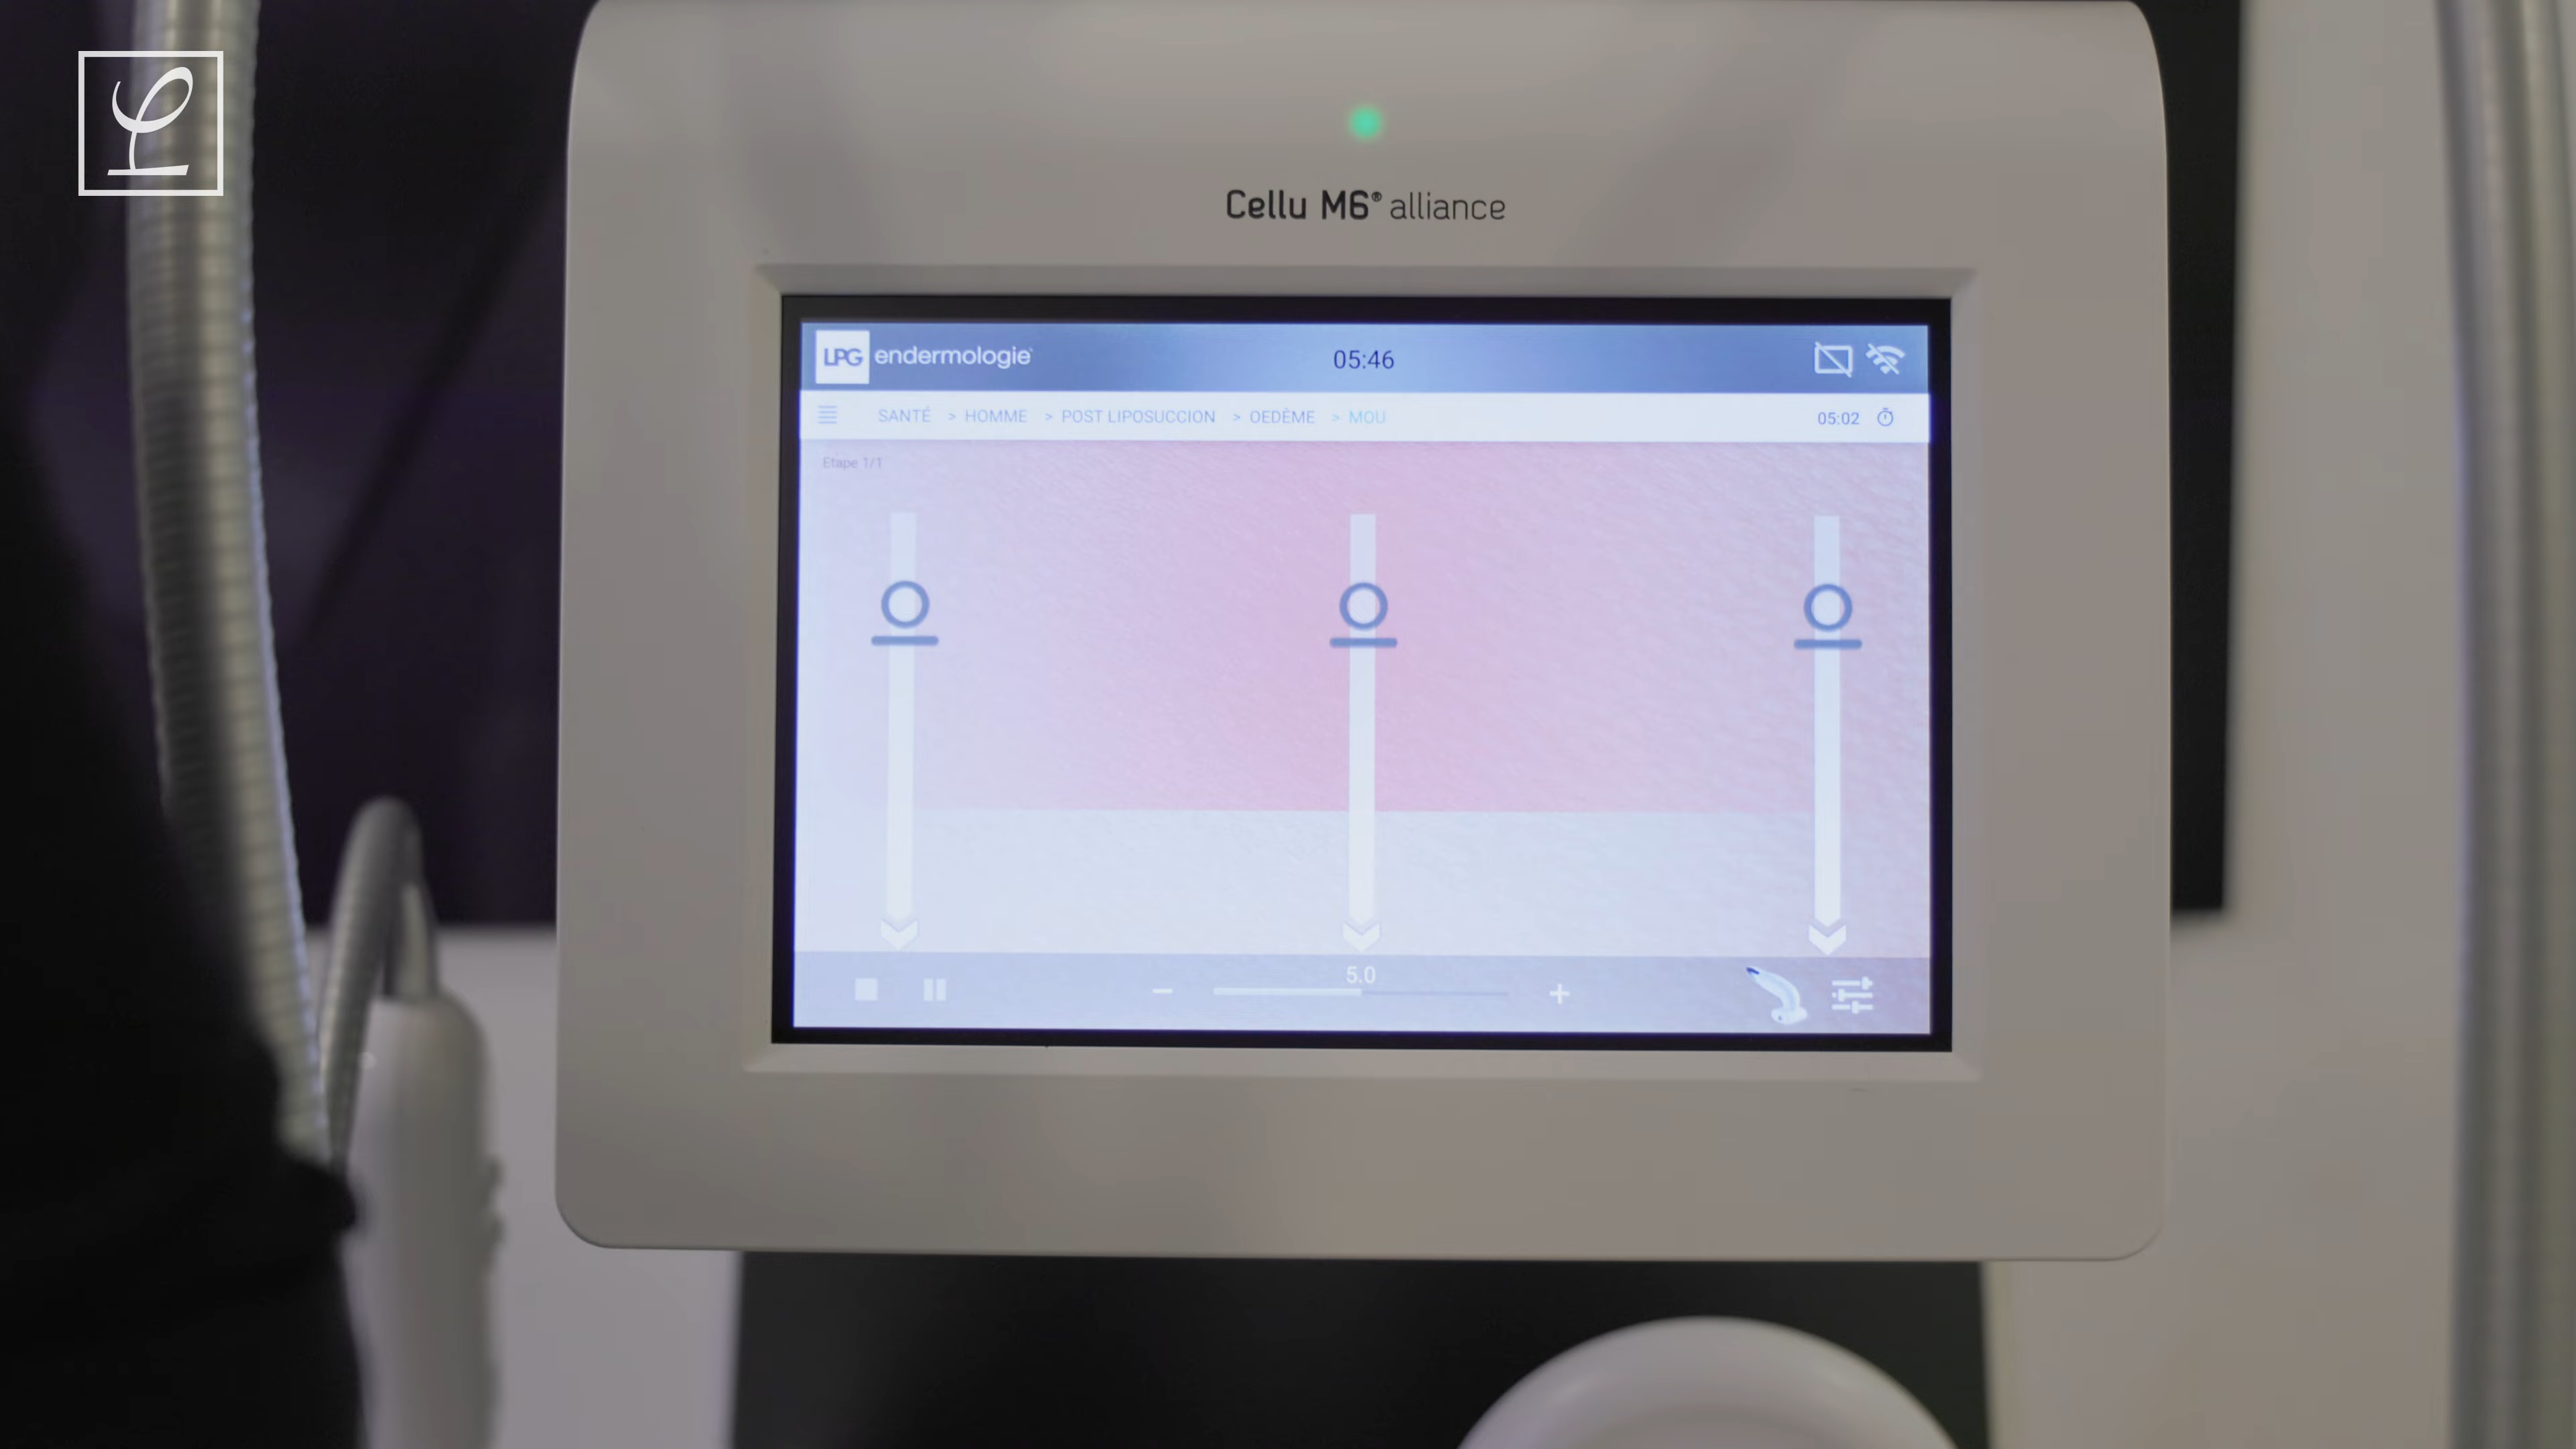 Cellu M6® alliance
LPG endermologie
05:46
SANTÉ > HOMME > POST LIPOSUCCION > OEDÈME > MOU
05:02
Etape 1/1
5.0